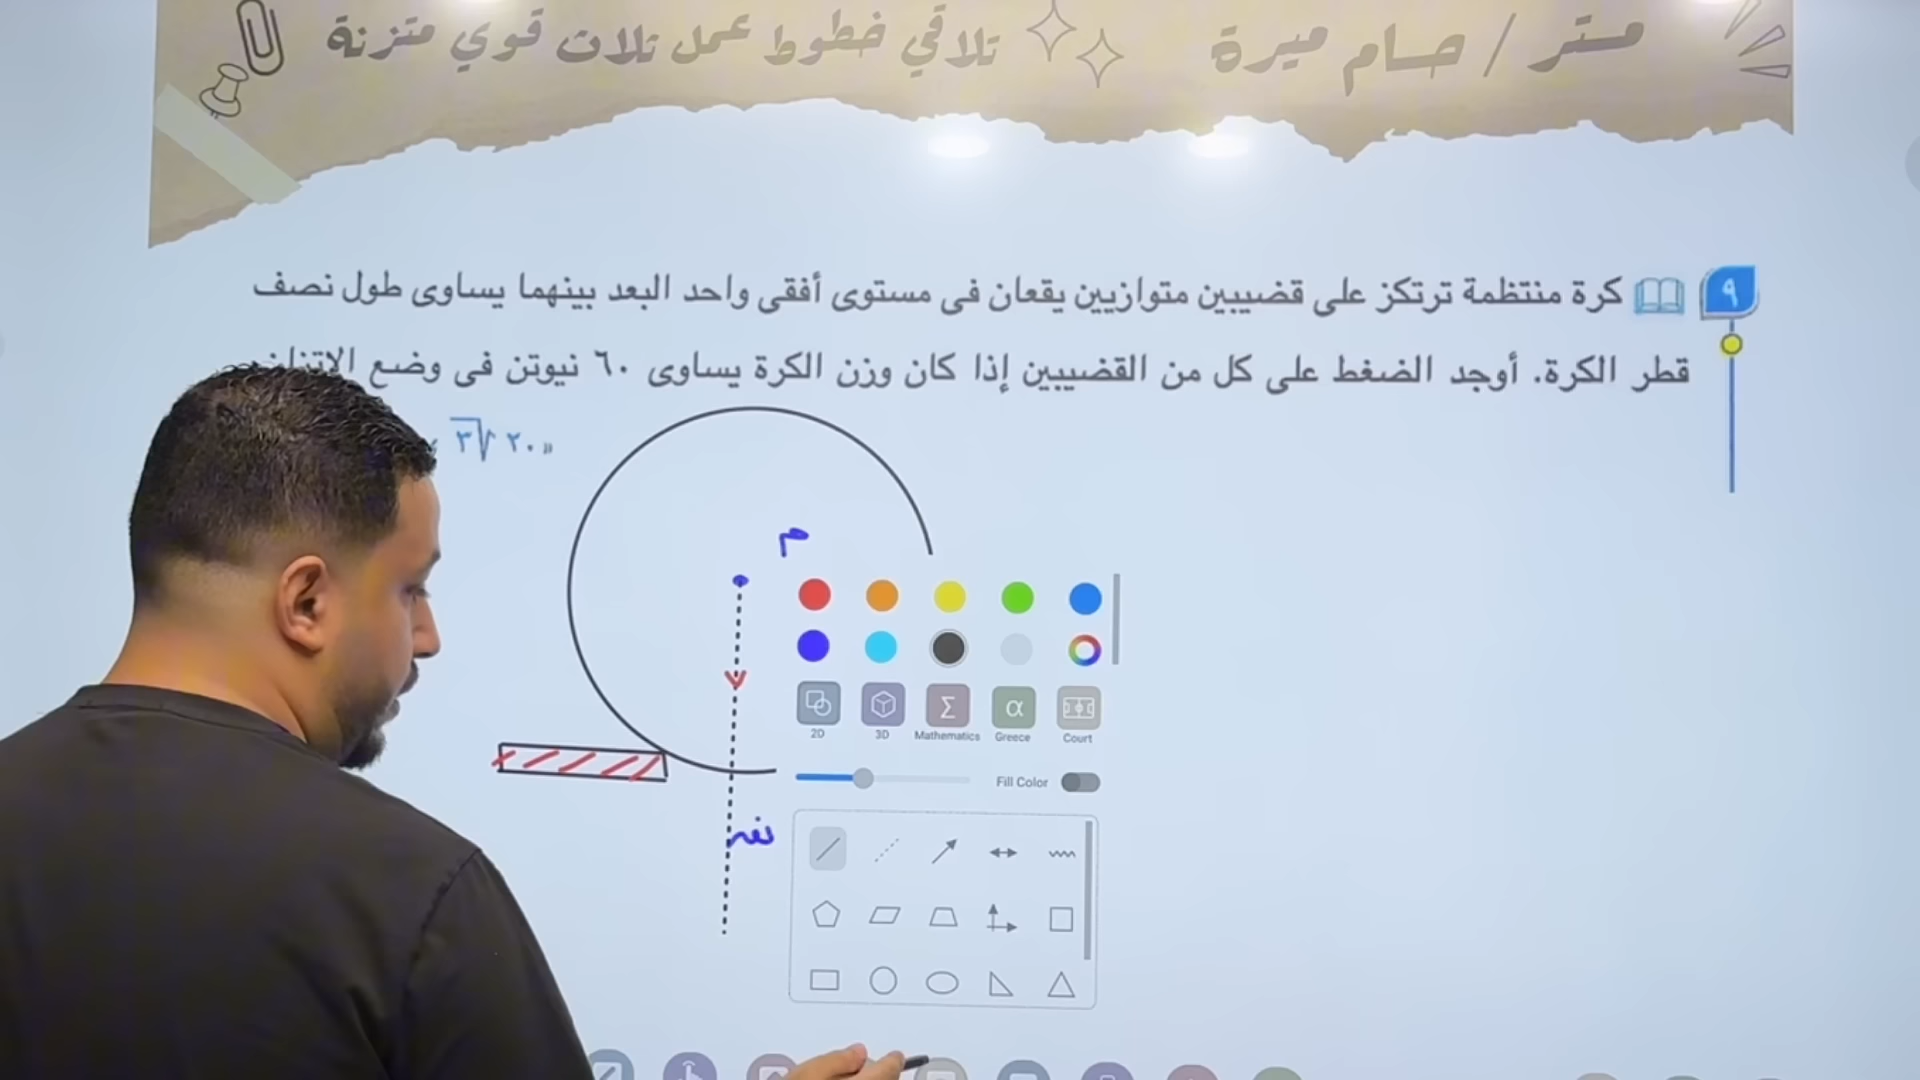 مستر / حسام ميرة تلاقي خطوط عمل ثلاث قوي متزنة
٩ كرة منتظمة ترتكز على قضيبين متوازيين يقعان فى مستوى أفقى واحد البعد بينهما يساوى طول نصف
قطر الكرة. أوجد الضغط على كل من القضيبين إذا كان وزن الكرة يساوى ٦٠ نيوتن فى وضع الاتزان
«٢٠ √٣
م
2D 3D Mathematics Greece Court
Fill Color
نق